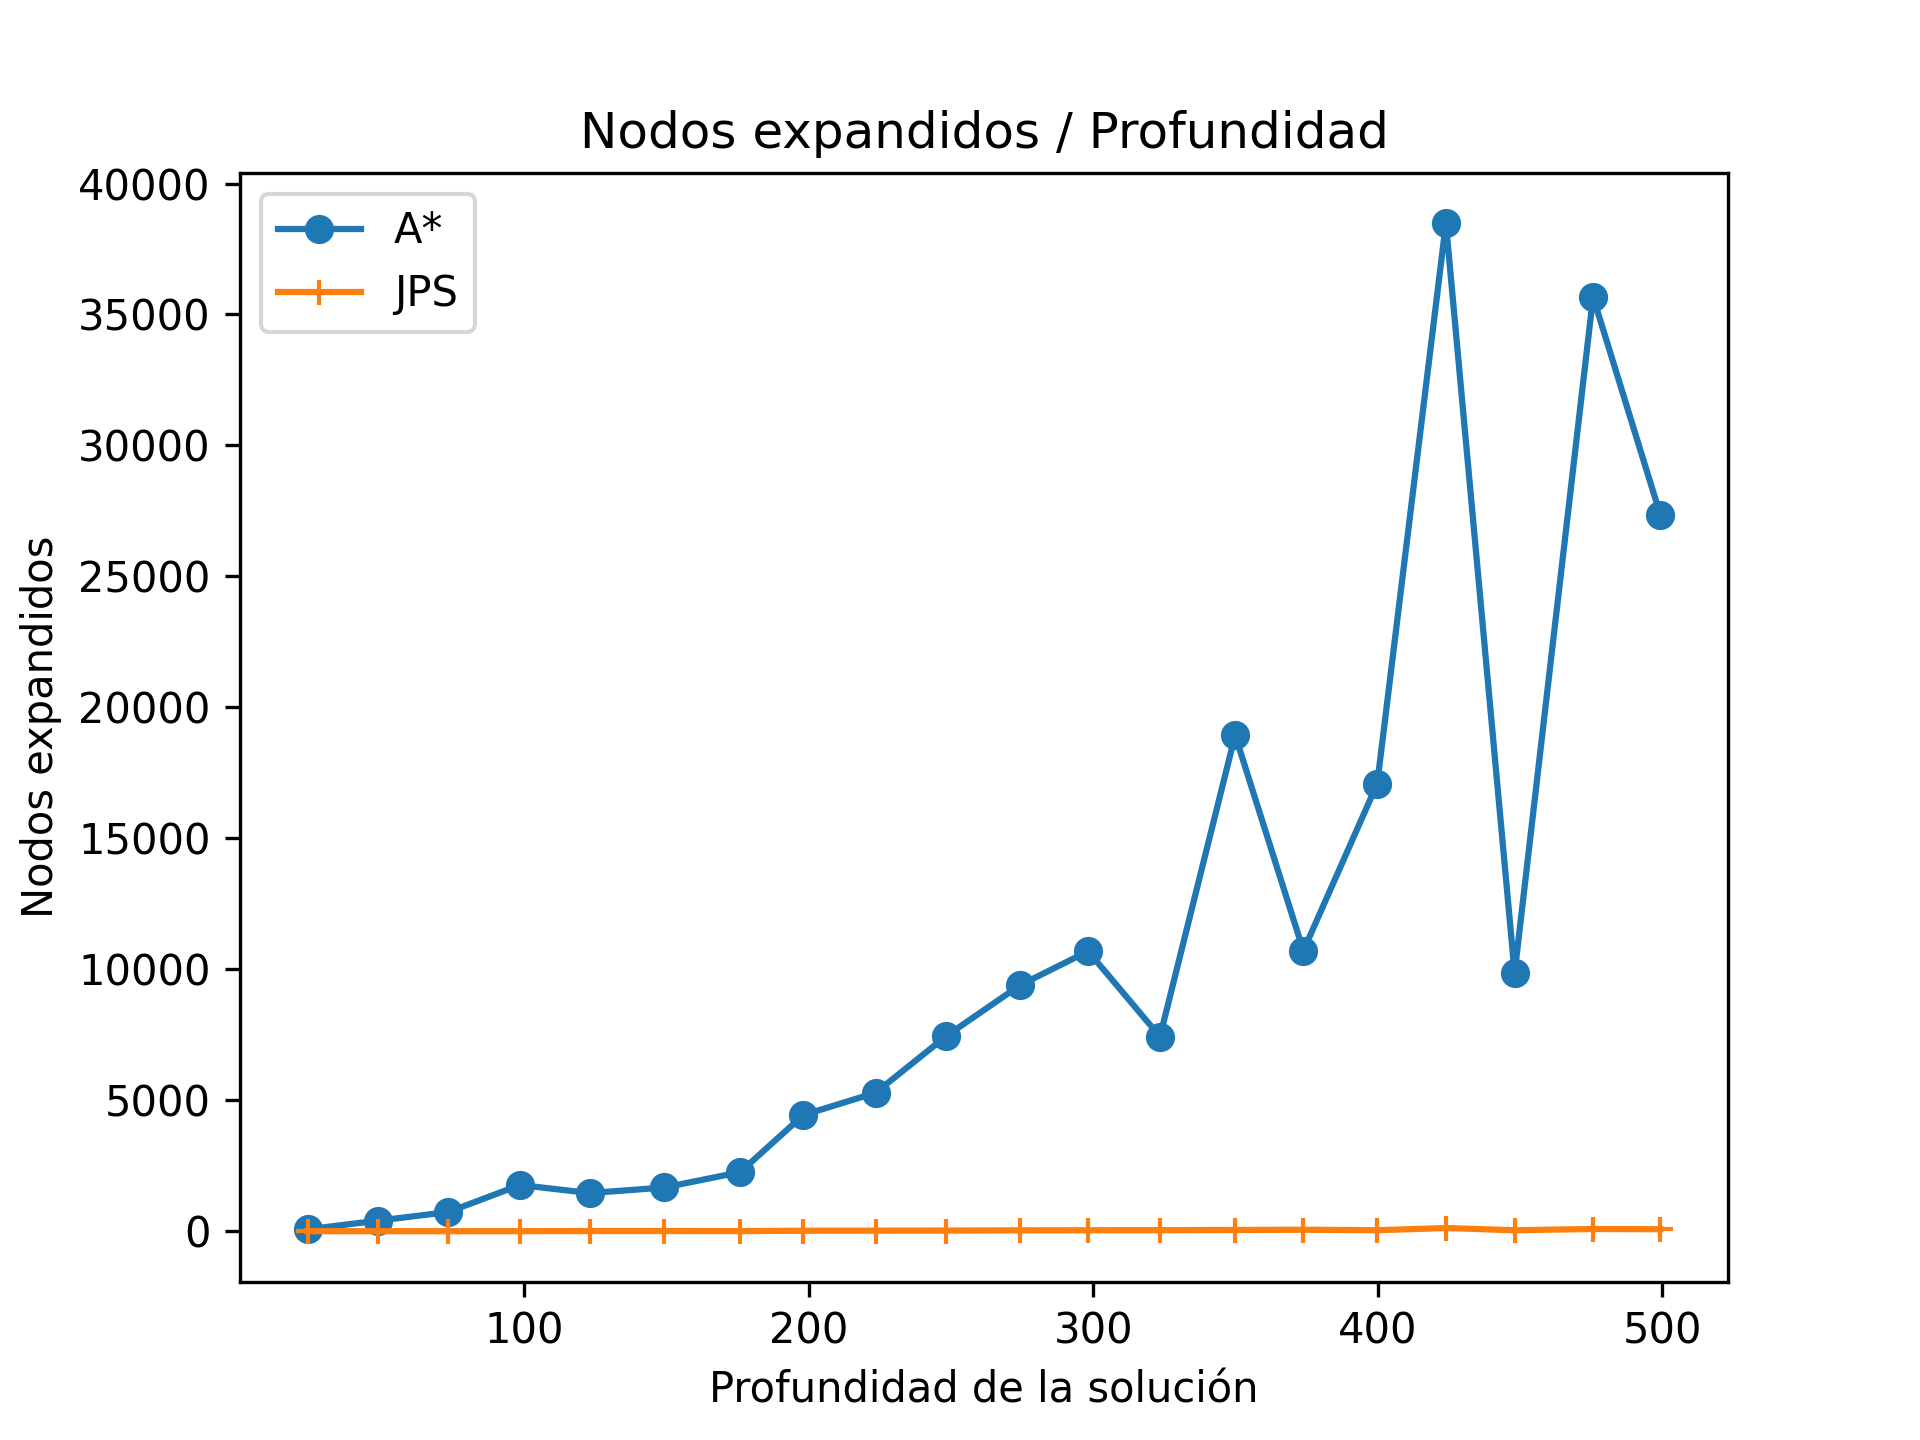 Nodos expandidos / Profundidad
A*
JPS
40000
35000
30000
25000
20000
15000
10000
5000
0
Nodos expandidos
100 200 300 400 500
Profundidad de la solución